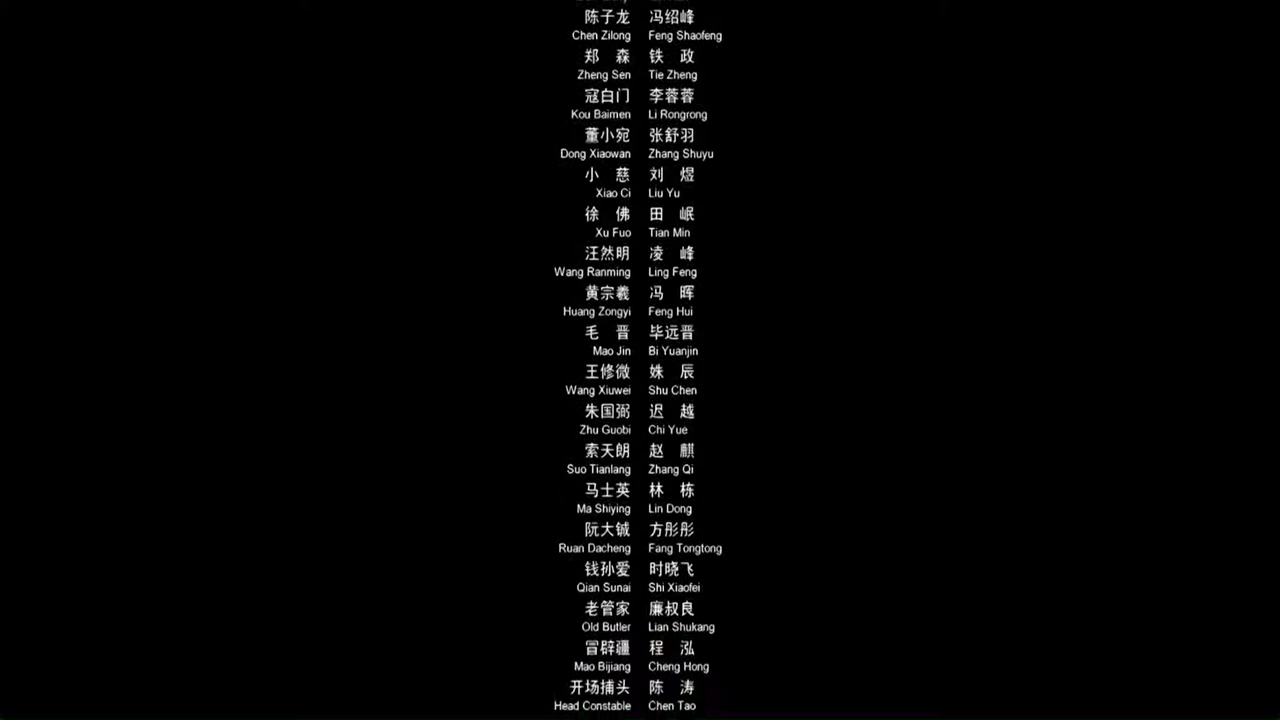 陈子龙 冯绍峰
Chen Zilong Feng Shaofeng
郑 森 铁 政
Zheng Sen Tie Zheng
寇白门 李蓉蓉
Kou Baimen Li Rongrong
董小宛 张舒羽
Dong Xiaowan Zhang Shuyu
小 慈 刘 煜
Xiao Ci Liu Yu
徐 佛 田 岷
Xu Fuo Tian Min
汪然明 凌 峰
Wang Ranming Ling Feng
黄宗羲 冯 晖
Huang Zongyi Feng Hui
毛 晋 毕远晋
Mao Jin Bi Yuanjin
王修微 姝 辰
Wang Xiuwei Shu Chen
朱国弼 迟 越
Zhu Guobi Chi Yue
索天朗 赵 麒
Suo Tianlang Zhang Qi
马士英 林 栋
Ma Shiying Lin Dong
阮大铖 方彤彤
Ruan Dacheng Fang Tongtong
钱孙爱 时晓飞
Qian Sunai Shi Xiaofei
老管家 廉叔良
Old Butler Lian Shukang
冒辟疆 程 泓
Mao Bijiang Cheng Hong
开场捕头 陈 涛
Head Constable Chen Tao